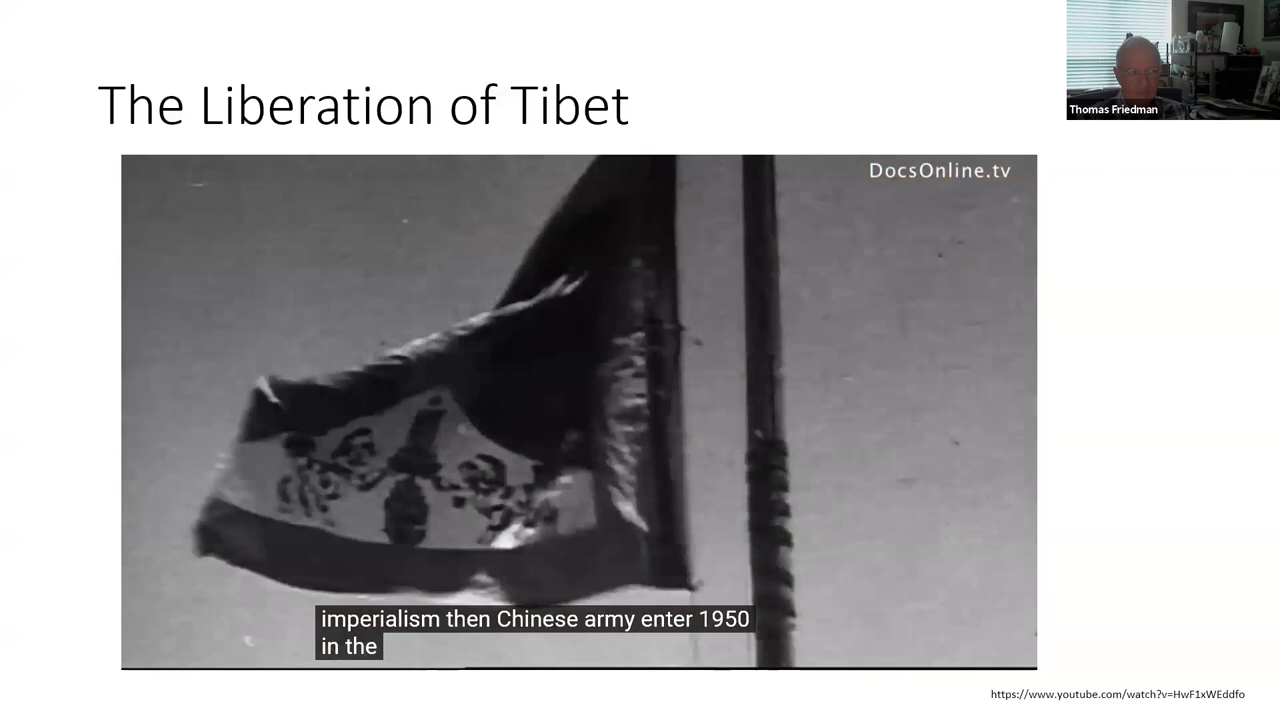 Thomas Friedman
The Liberation of Tibet
DocsOnline.tv
imperialism then Chinese army enter 1950
in the
https://www.youtube.com/watch?v=HwF1xWEddfo